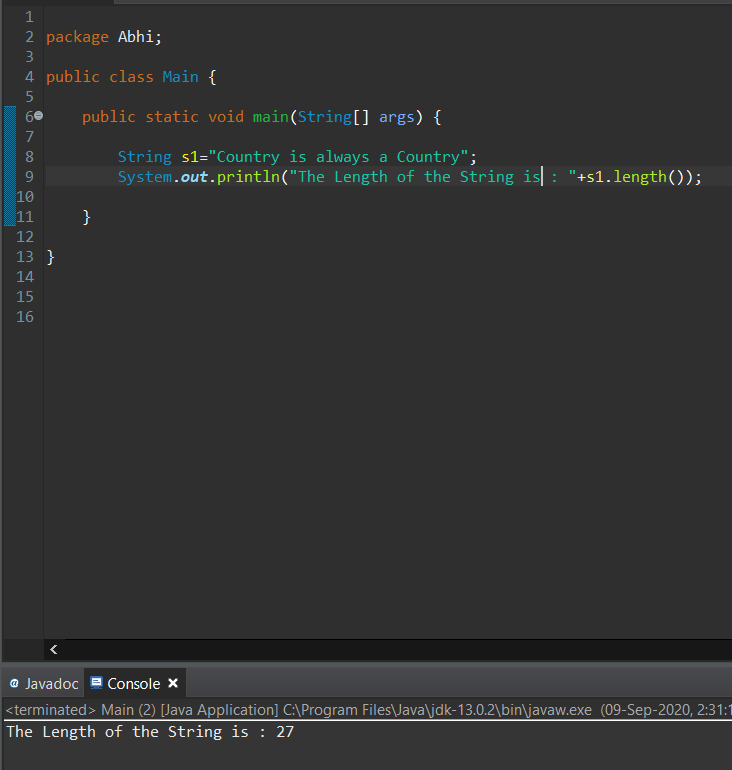 1
2 package Abhi;
3
4 public class Main {
5
6 public static void main(String[] args) {
7
8 String s1="Country is always a Country";
9 System.out.println("The Length of the String is : "+s1.length());
10
11 }
12
13 }
14
15
16
@ Javadoc Console
<terminated> Main (2) [Java Application] C:\Program Files\Java\jdk-13.0.2\bin\javaw.exe (09-Sep-2020, 2:31:1
The Length of the String is : 27